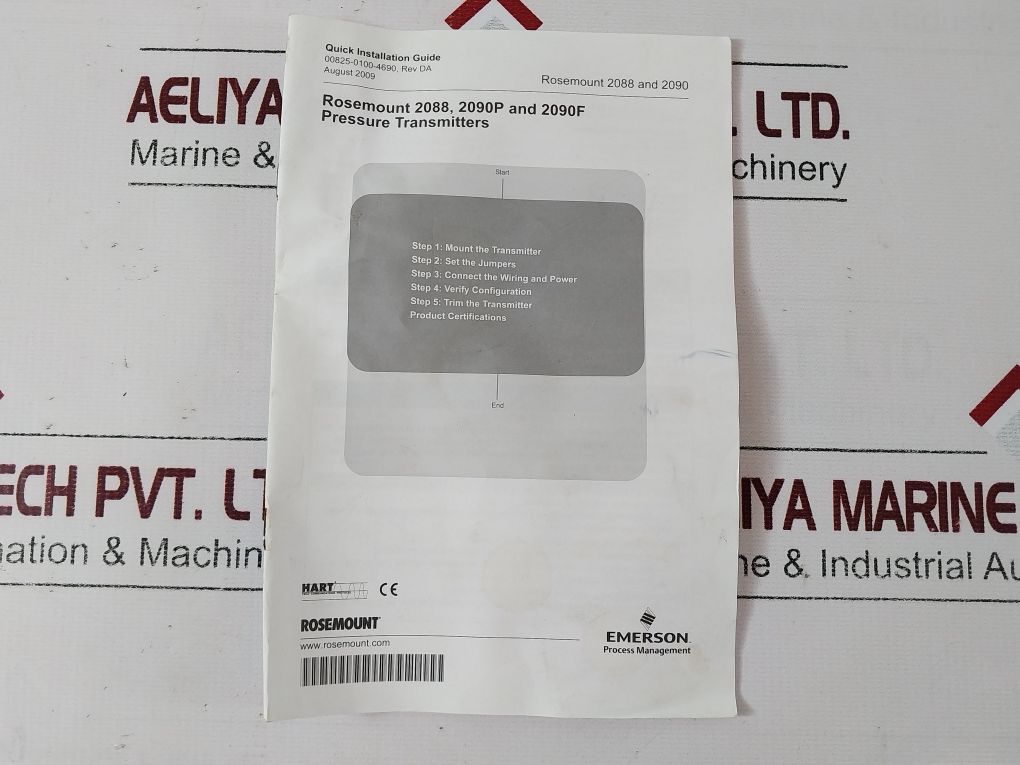 AELIYA
LTD.
Marine &
chinery
Quick Installation Guide
00825-0100-4690, Rev DA
August 2009
Rosemount 2088 and 2090
Rosemount 2088, 2090P and 2090F
Pressure Transmitters
Start
Step 1: Mount the Transmitter
Step 2: Set the Jumpers
Step 3: Connect the Wiring and Power
Step 4: Verify Configuration
Step 5: Trim the Transmitter
Product Certifications
End
ECH PVT. LT
IYA MARINE
ation & Machin
ne & Industrial Au
HART
CE
ROSEMOUNT
www.rosemount.com
EMERSON
Process Management